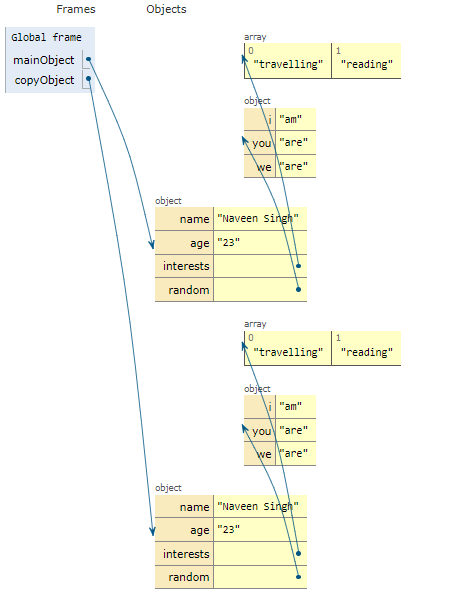 Frames Objects
Global frame
mainObject
copyObject
array
0 1
"travelling" "reading"
object
i "am"
you "are"
we "are"
object
name "Naveen Singh"
age "23"
interests
random
array
0 1
"travelling" "reading"
object
i "am"
you "are"
we "are"
object
name "Naveen Singh"
age "23"
interests
random